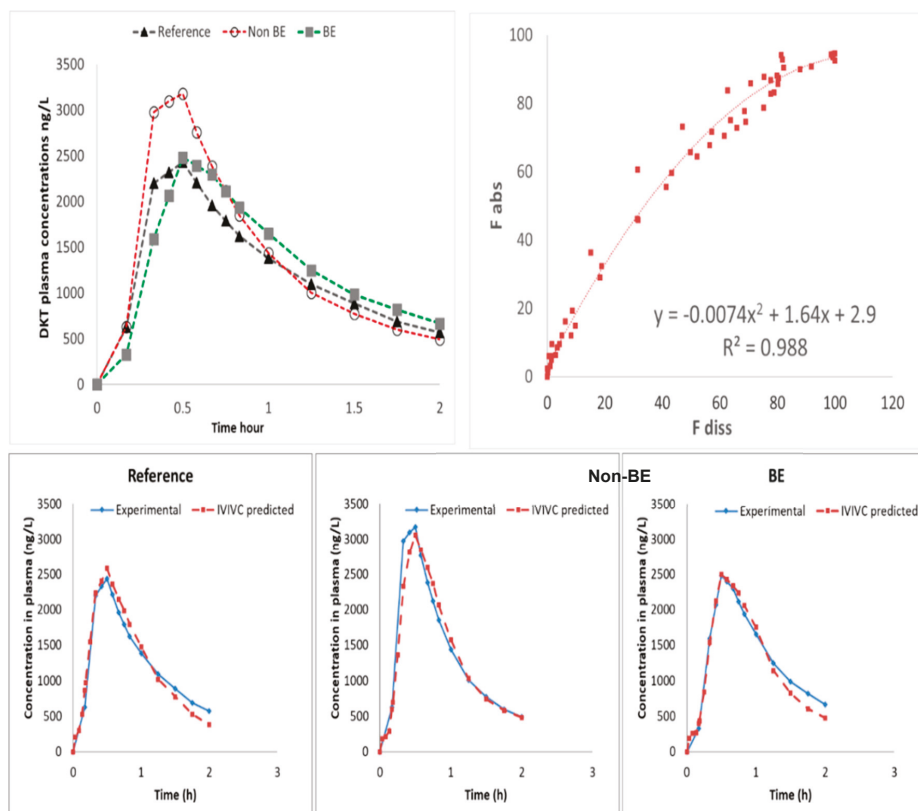 Reference Non BE BE
DKT plasma concentrations ng/L
3500
3000
2500
2000
1500
1000
500
0
0 0.5 1 1.5 2
Time hour
F abs
100
80
60
40
20
0
y = -0.0074x² + 1.64x + 2.9
R² = 0.988
0 20 40 60 80 100 120
F diss
Reference
Experimental IVIVC predicted
Concentration in plasma (ng/L)
3500
3000
2500
2000
1500
1000
500
0
0 1 2 3
Time (h)
Non-BE
Experimental IVIVC predicted
Concentration in plasma (ng/L)
3500
3000
2500
2000
1500
1000
500
0
0 1 2 3
Time (h)
BE
Experimental IVIVC predicted
Concentration in plasma (ng/L)
3500
3000
2500
2000
1500
1000
500
0
0 1 2 3
Time (h)